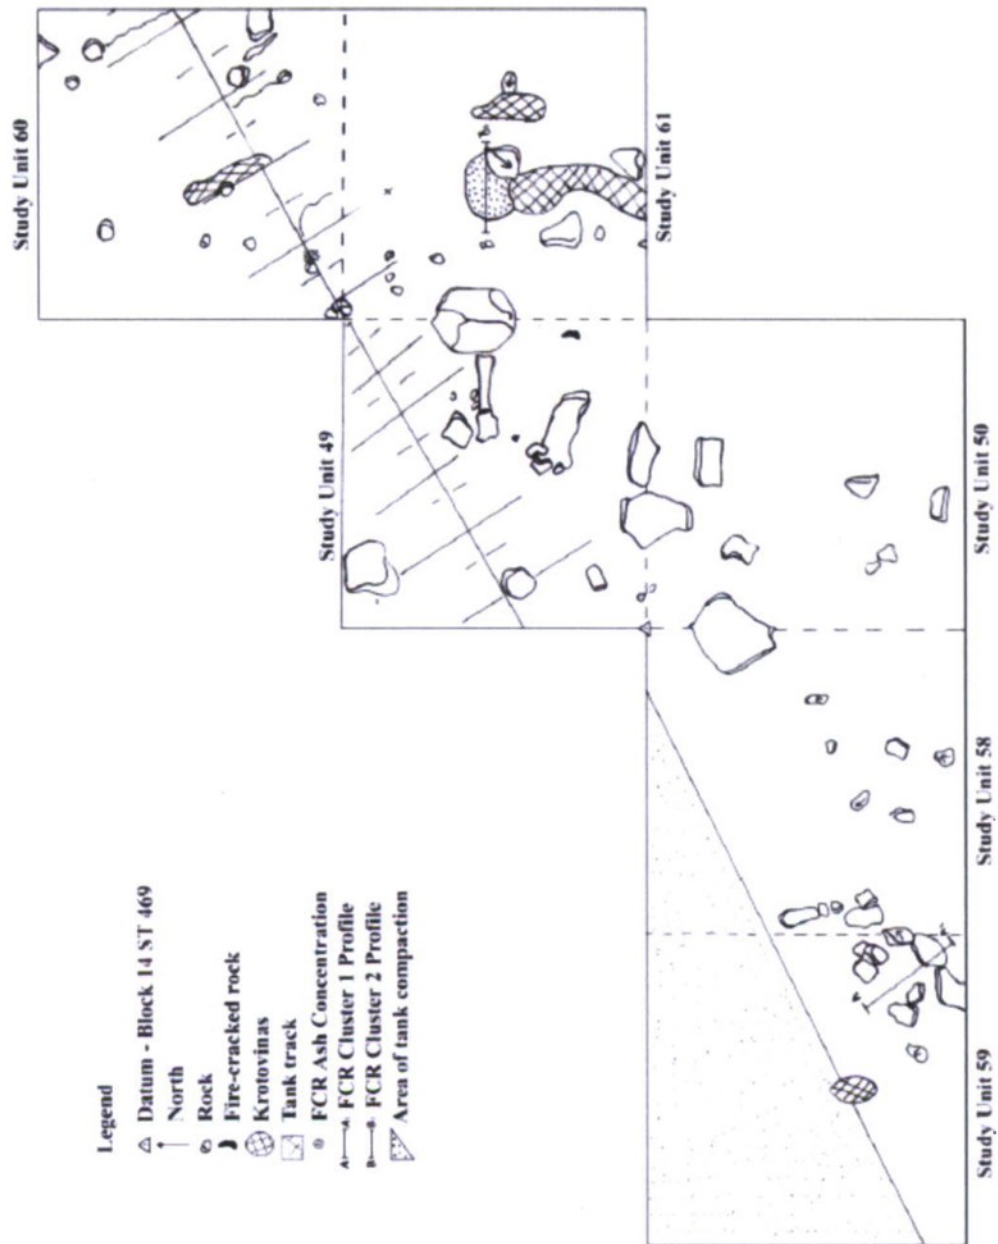 Study Unit 60
Study Unit 61
Study Unit 49
Study Unit 50
Study Unit 58
Study Unit 59
Legend
Datum - Block 14 ST 469
North
Rock
Fire-cracked rock
Krotovinas
Tank track
FCR Ash Concentration
A A FCR Cluster 1 Profile
B B FCR Cluster 2 Profile
Area of tank compaction
B
x